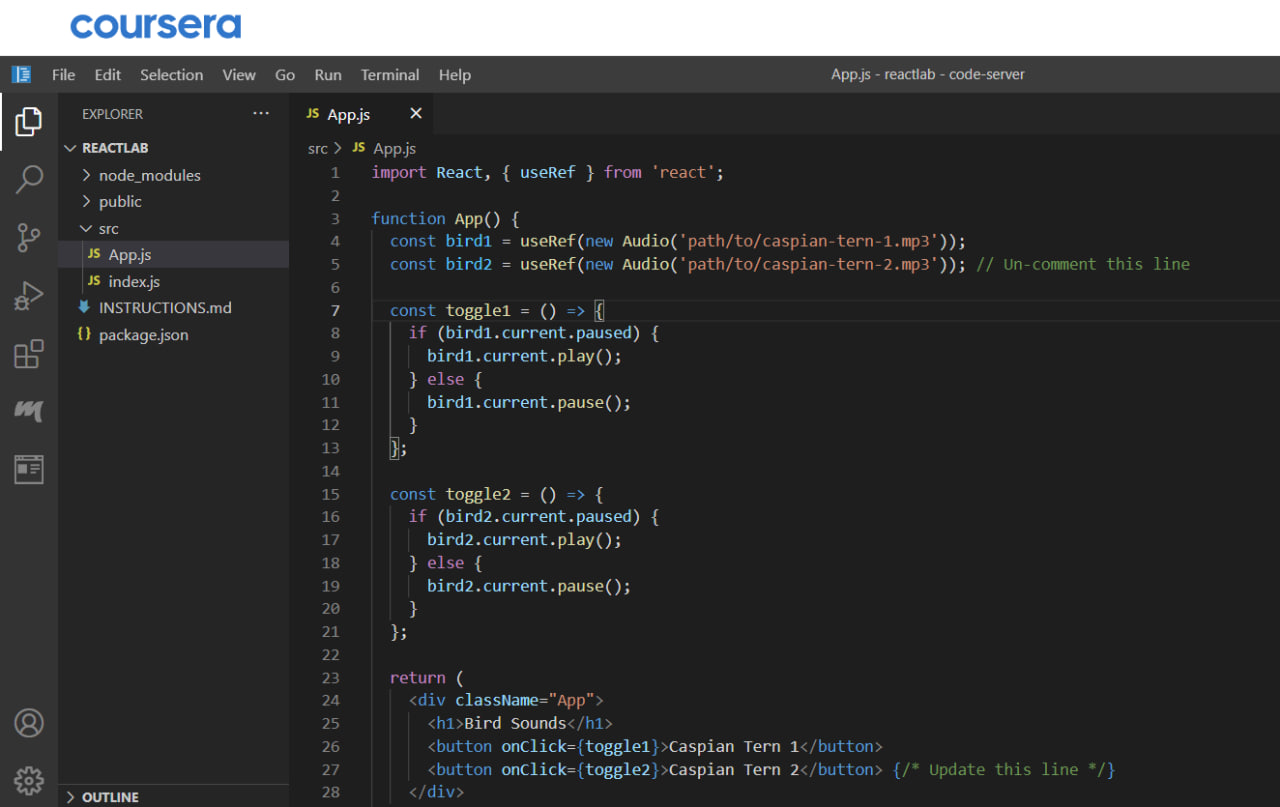 coursera
File Edit Selection View Go Run Terminal Help
App.js - reactlab - code-server
EXPLORER ···
REACTLAB
node_modules
public
src
JS App.js
JS index.js
INSTRUCTIONS.md
{} package.json
OUTLINE
JS App.js ×
src > JS App.js
1 import React, { useRef } from 'react';
2
3 function App() {
4 const bird1 = useRef(new Audio('path/to/caspian-tern-1.mp3'));
5 const bird2 = useRef(new Audio('path/to/caspian-tern-2.mp3')); // Un-comment this line
6
7 const toggle1 = () => {
8 if (bird1.current.paused) {
9 bird1.current.play();
10 } else {
11 bird1.current.pause();
12 }
13 };
14
15 const toggle2 = () => {
16 if (bird2.current.paused) {
17 bird2.current.play();
18 } else {
19 bird2.current.pause();
20 }
21 };
22
23 return (
24 <div className="App">
25 <h1>Bird Sounds</h1>
26 <button onClick={toggle1}>Caspian Tern 1</button>
27 <button onClick={toggle2}>Caspian Tern 2</button> {/* Update this line */}
28 </div>